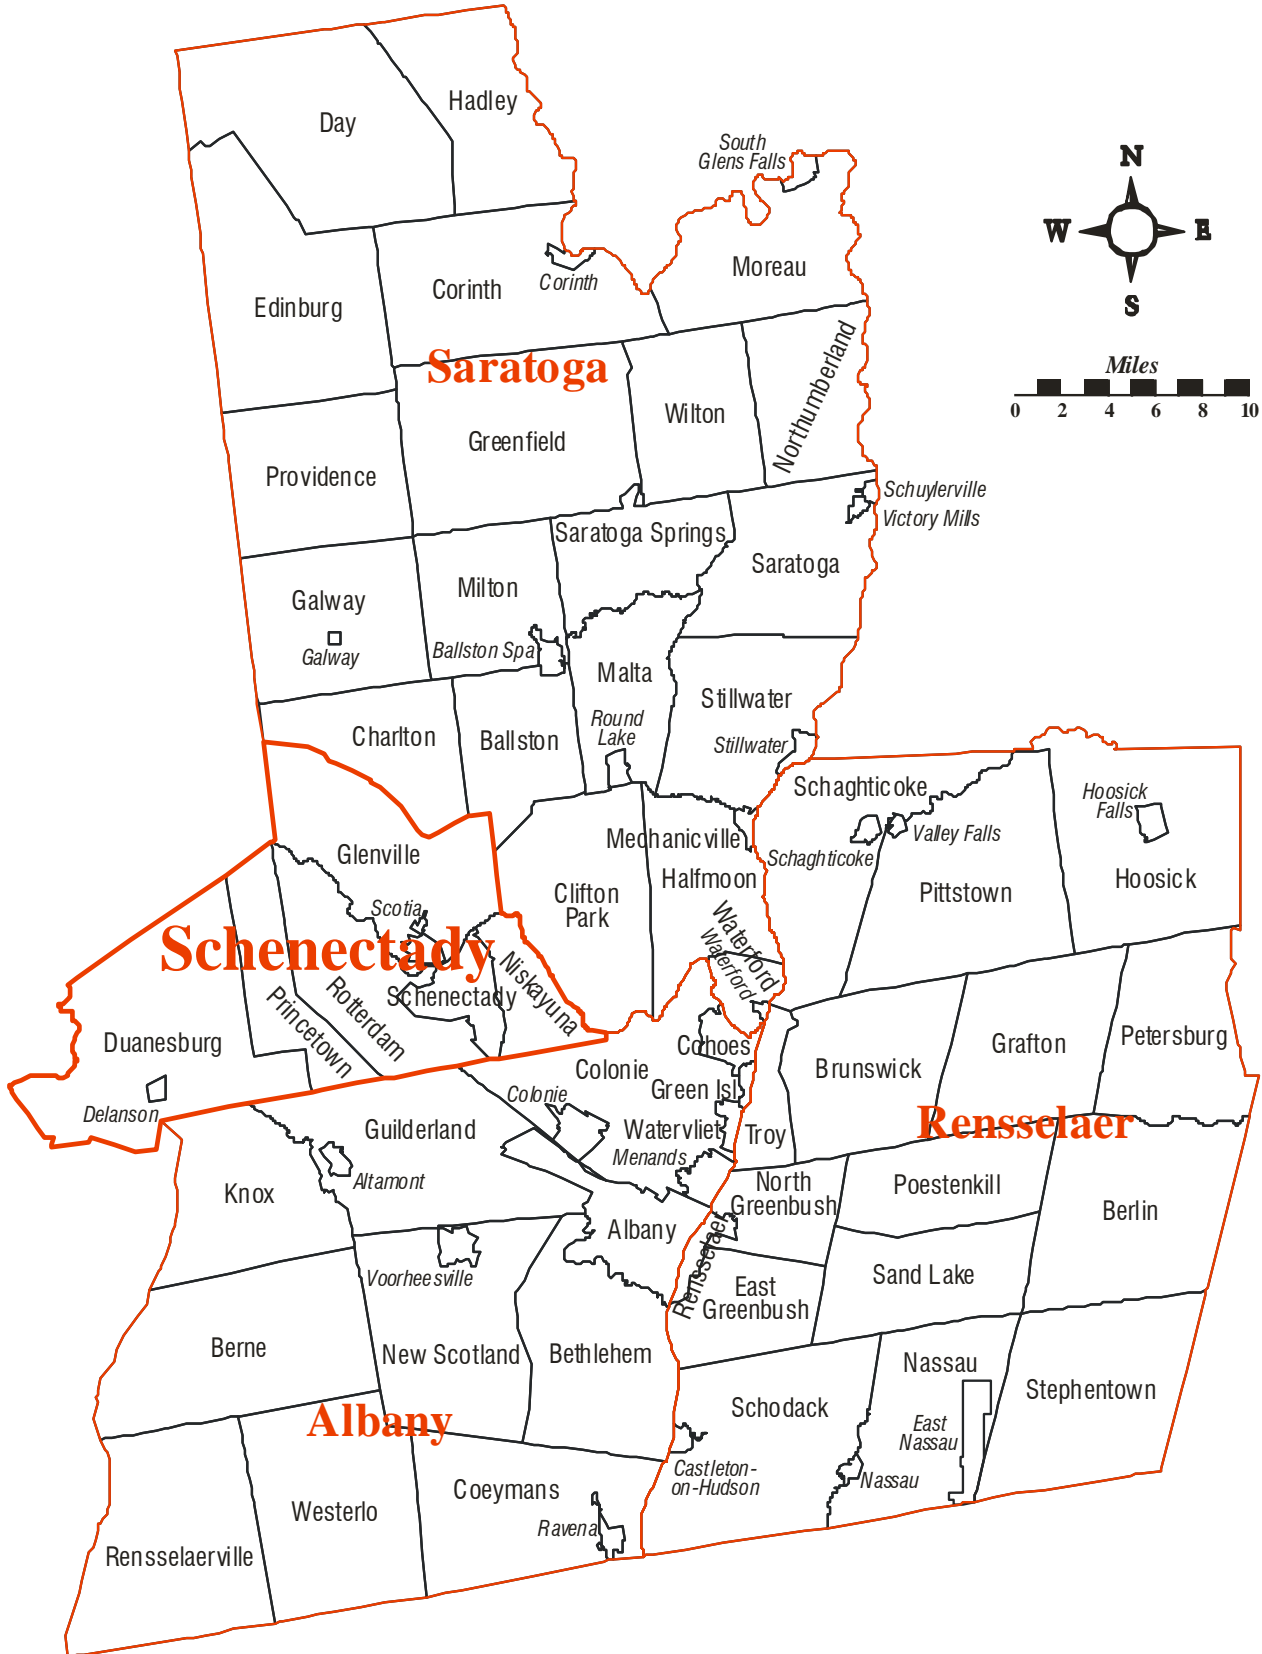 Hadley
Day
South
Glens Falls
N
W
E
S
Moreau
Corinth
Corinth
Edinburg
Miles
0 2 4 6 8 10
Saratoga
Northumberland
Wilton
Greenfield
Providence
Schuylerville
Victory Mills
Saratoga Springs
Saratoga
Milton
Galway
Galway
Ballston Spa
Malta
Stillwater
Round
Lake
Stillwater
Charlton
Ballston
Schaghticoke
Hoosick
Falls
Mechanicville
Valley Falls
Schaghticoke
Glenville
Halfmoon
Hoosick
Clifton
Park
Pittstown
Scotia
Waterford
Waterford
Schenectady
Niskayuna
Schenectady
Rotterdam
Princetown
Duanesburg
Cohoes
Petersburg
Grafton
Brunswick
Colonie
Green Isl
Colonie
Delanson
Rensselaer
Guilderland
Watervliet
Troy
Menands
Altamont
Knox
North
Greenbush
Poestenkill
Berlin
Albany
Rensselaer
Voorheesville
Sand Lake
East
Greenbush
Berne
New Scotland
Bethlehem
Nassau
Stephentown
Schodack
Albany
East
Nassau
Castleton-
on-Hudson
Nassau
Coeymans
Westerlo
Ravena
Rensselaerville